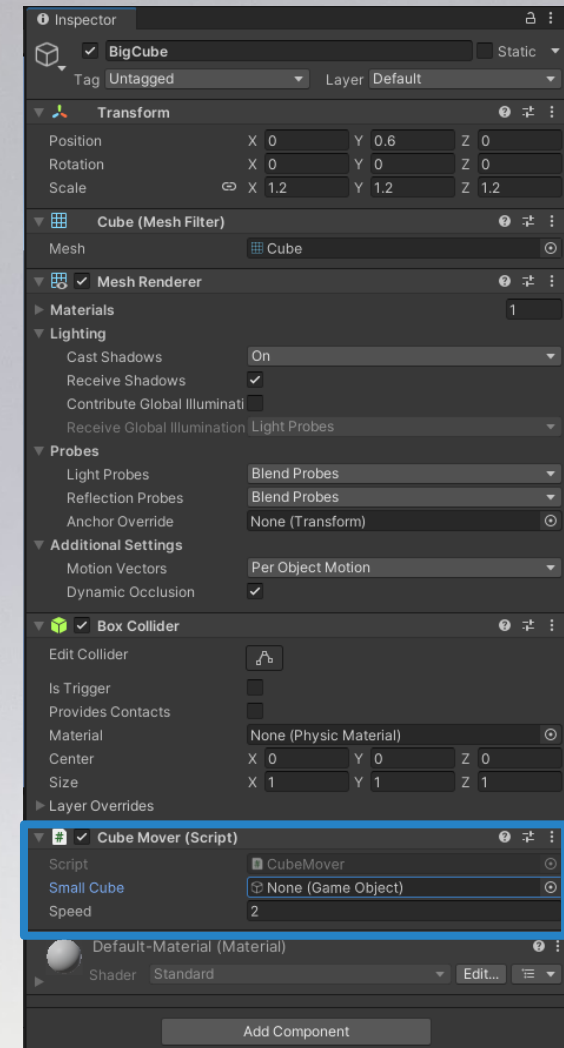 Inspector
BigCube Static
Tag Untagged Layer Default
Transform
Position X 0 Y 0.6 Z 0
Rotation X 0 Y 0 Z 0
Scale X 1.2 Y 1.2 Z 1.2
Cube (Mesh Filter)
Mesh Cube
Mesh Renderer
Materials 1
Lighting
Cast Shadows On
Receive Shadows
Contribute Global Illuminati
Receive Global Illumination Light Probes
Probes
Light Probes Blend Probes
Reflection Probes Blend Probes
Anchor Override None (Transform)
Additional Settings
Motion Vectors Per Object Motion
Dynamic Occlusion
Box Collider
Edit Collider
Is Trigger
Provides Contacts
Material None (Physic Material)
Center X 0 Y 0 Z 0
Size X 1 Y 1 Z 1
Layer Overrides
# Cube Mover (Script)
Script CubeMover
Small Cube None (Game Object)
Speed 2
Default-Material (Material)
Shader Standard Edit...
Add Component